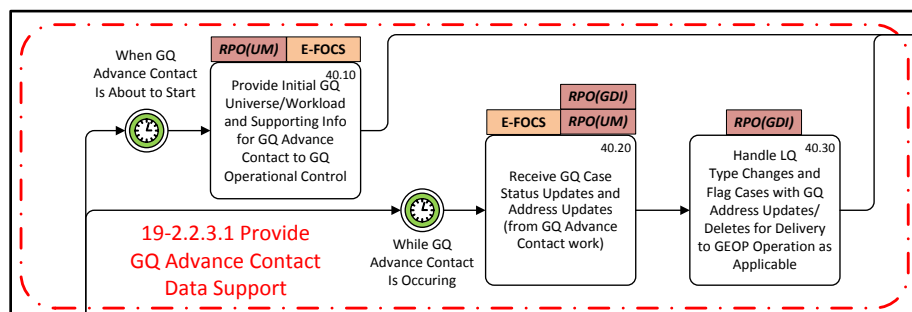 When GQ
Advance Contact
Is About to Start
RPO(UM) E-FOCS
40.10
Provide Initial GQ
Universe/Workload
and Supporting Info
for GQ Advance
Contact to GQ
Operational Control
RPO(GDI)
E-FOCS RPO(UM)
40.20
Receive GQ Case
Status Updates and
Address Updates
(from GQ Advance
Contact work)
RPO(GDI)
40.30
Handle LQ
Type Changes and
Flag Cases with GQ
Address Updates/
Deletes for Delivery
to GEOP Operation as
Applicable
While GQ
Advance Contact
Is Occuring
19-2.2.3.1 Provide
GQ Advance Contact
Data Support